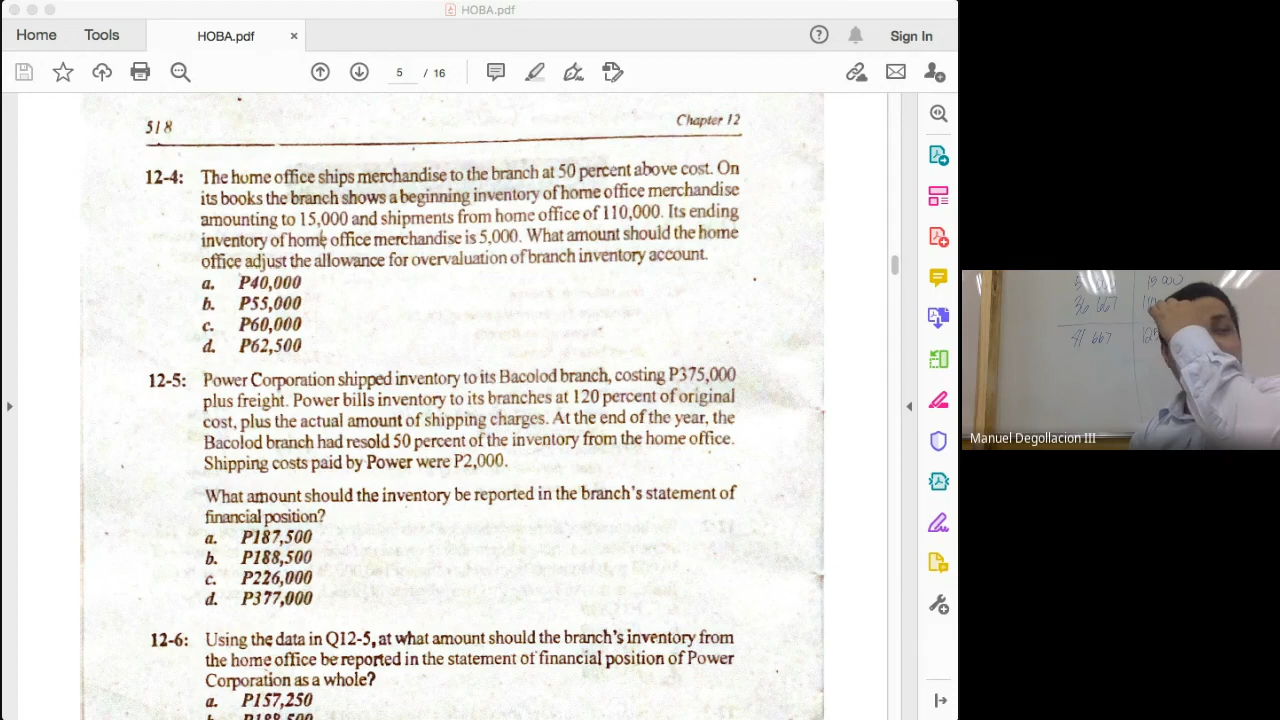 HOBA.pdf
Home Tools HOBA.pdf × Sign In
5 / 16
518 Chapter 12
12-4: The home office ships merchandise to the branch at 50 percent above cost. On
its books the branch shows a beginning inventory of home office merchandise
amounting to 15,000 and shipments from home office of 110,000. Its ending
inventory of home office merchandise is 5,000. What amount should the home
office adjust the allowance for overvaluation of branch inventory account.
a. P40,000
b. P55,000
c. P60,000
d. P62,500
12-5: Power Corporation shipped inventory to its Bacolod branch, costing P375,000
plus freight. Power bills inventory to its branches at 120 percent of original
cost, plus the actual amount of shipping charges. At the end of the year, the
Bacolod branch had resold 50 percent of the inventory from the home office.
Shipping costs paid by Power were P2,000.
What amount should the inventory be reported in the branch's statement of
financial position?
a. P187,500
b. P188,500
c. P226,000
d. P377,000
12-6: Using the data in Q12-5, at what amount should the branch's inventory from
the home office be reported in the statement of financial position of Power
Corporation as a whole?
a. P157,250
b. P188,500
15 000
36 667
41 667
Manuel Degollacion III